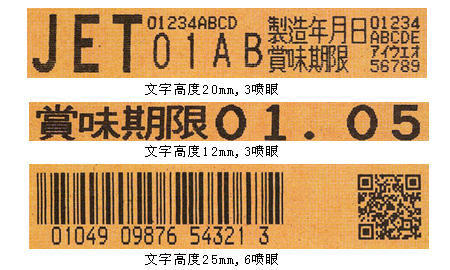 JET 01234ABCD 製造年月日 01234
01AB 賞味期限 ABCDE
アイウエオ
56789
文字高度20mm,3喷眼
賞味期限01.05
文字高度12mm,3喷眼
01049 09876 54321 3
文字高度25mm,6喷眼